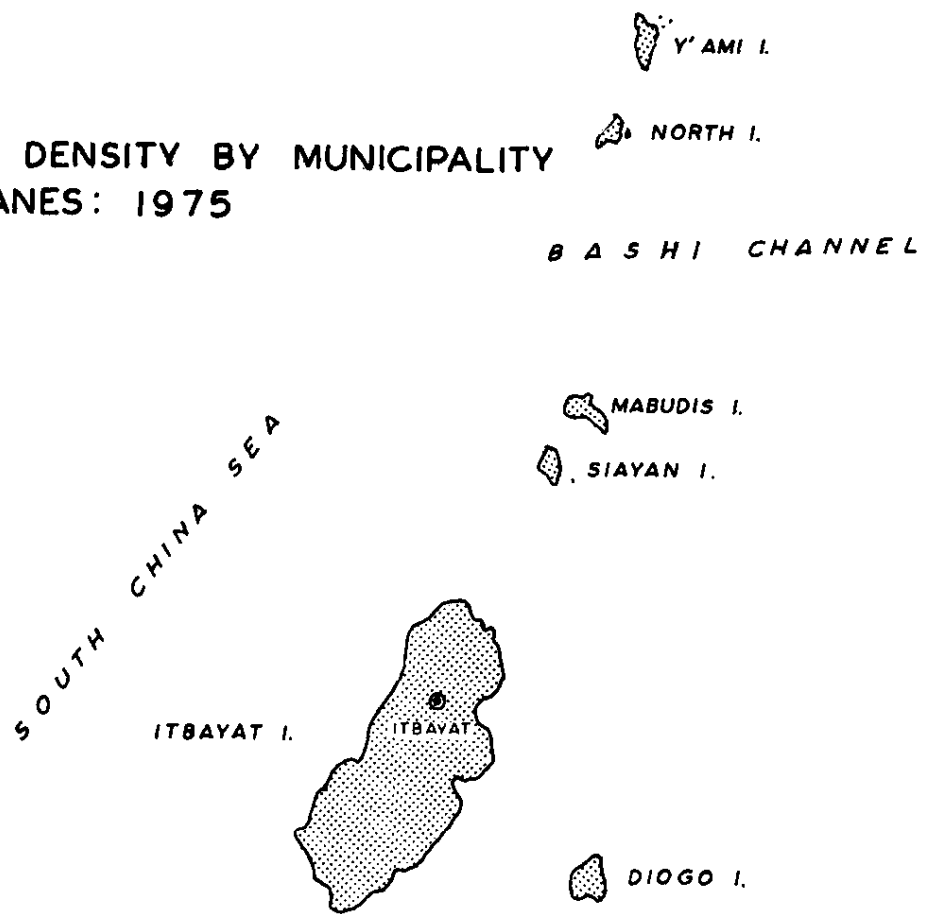 Y'AMI I.
NORTH I.
DENSITY BY MUNICIPALITY
ANES: 1975
BASHI CHANNEL
MABUDIS I.
SIAYAN I.
SOUTH CHINA SEA
ITBAYAT I.
ITBAYAT
DIOGO I.